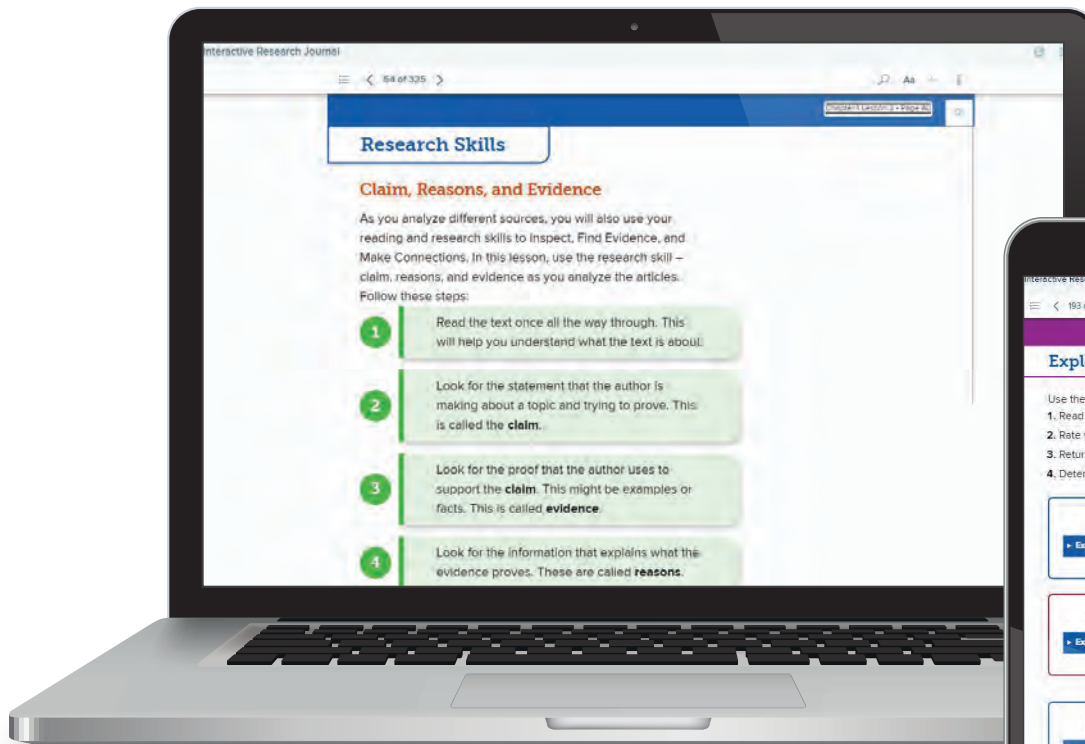 Interactive Research Journal
54 of 325
Aa
Research Skills
Claim, Reasons, and Evidence
As you analyze different sources, you will also use your
reading and research skills to Inspect, Find Evidence, and
Make Connections. In this lesson, use the research skill –
claim, reasons, and evidence as you analyze the articles.
Follow these steps:
1
Read the text once all the way through. This
will help you understand what the text is about.
2
Look for the statement that the author is
making about a topic and trying to prove. This
is called the claim.
3
Look for the proof that the author uses to
support the claim. This might be examples or
facts. This is called evidence.
4
Look for the information that explains what the
evidence proves. These are called reasons.
Interactive Res
193
Expl
Use the
1. Read
2. Rate
3. Retur
4. Deter
Ex
Ex